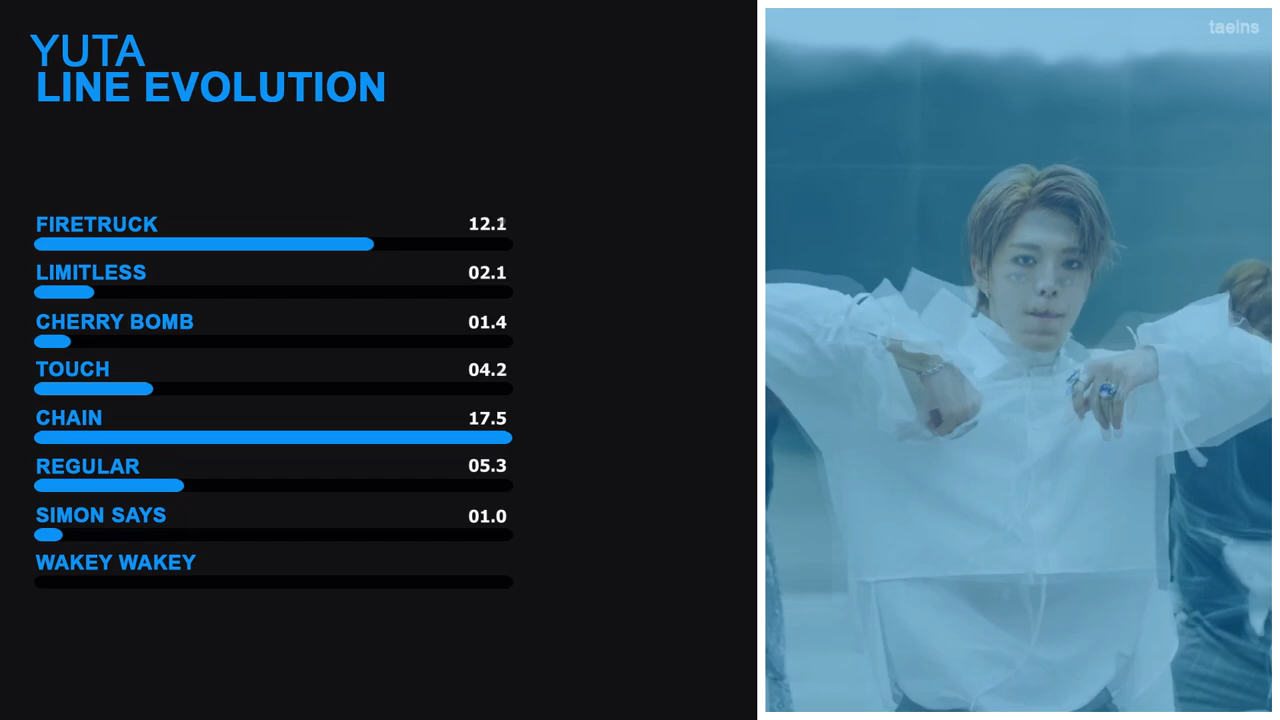 YUTA
LINE EVOLUTION
taeins
FIRETRUCK 12.1
LIMITLESS 02.1
CHERRY BOMB 01.4
TOUCH 04.2
CHAIN 17.5
REGULAR 05.3
SIMON SAYS 01.0
WAKEY WAKEY